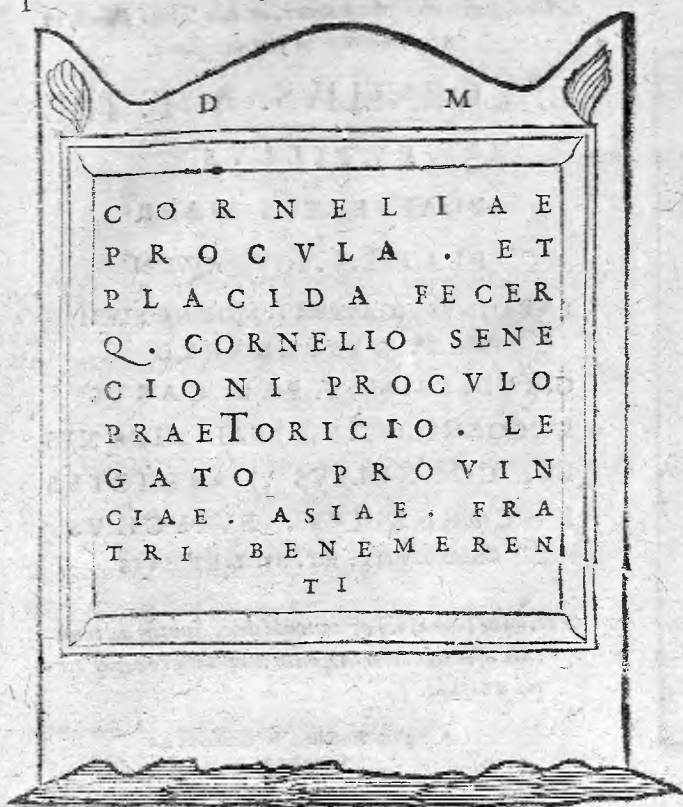 D M
CORNELIAE
PROCVLA . ET
PLACIDA FECER
Q. CORNELIO SENE
CIONI PROCVLO
PRAETORICIO . LE
GATO PROVIN
CIAE . ASIAE . FRA
TRI BENEMEREN
TI